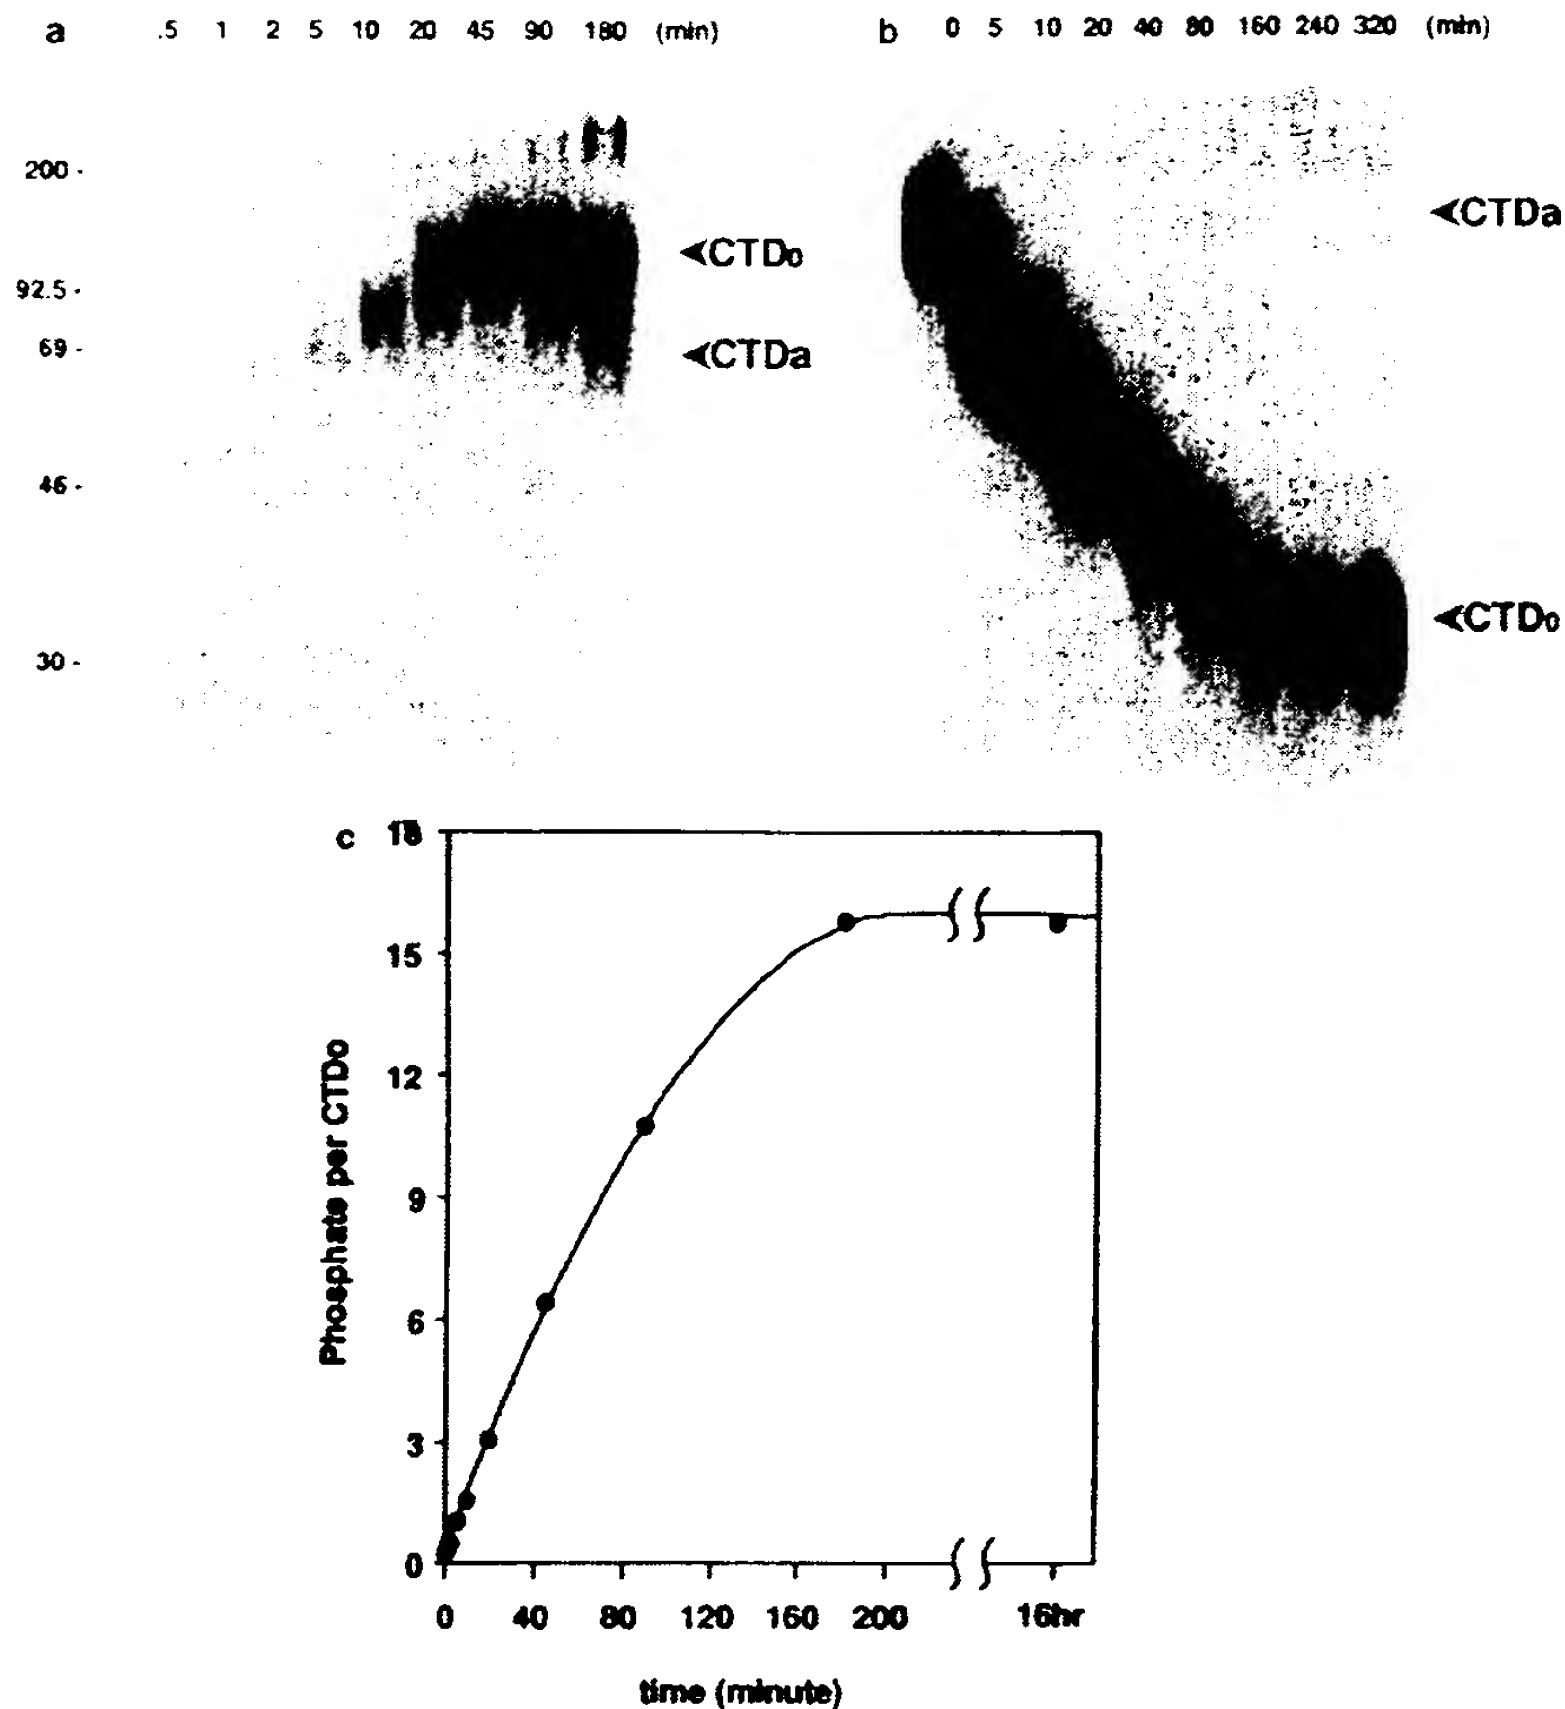 a .5 1 2 5 10 20 45 90 180 (min)
200 -
92.5 -
69 -
46 -
30 -
CTDo
CTDa
b 0 5 10 20 40 80 160 240 320 (min)
CTDa
CTDo
c
18
15
12
9
6
3
0
Phosphate per CTDo
0 40 80 120 160 200 16hr
time (minute)